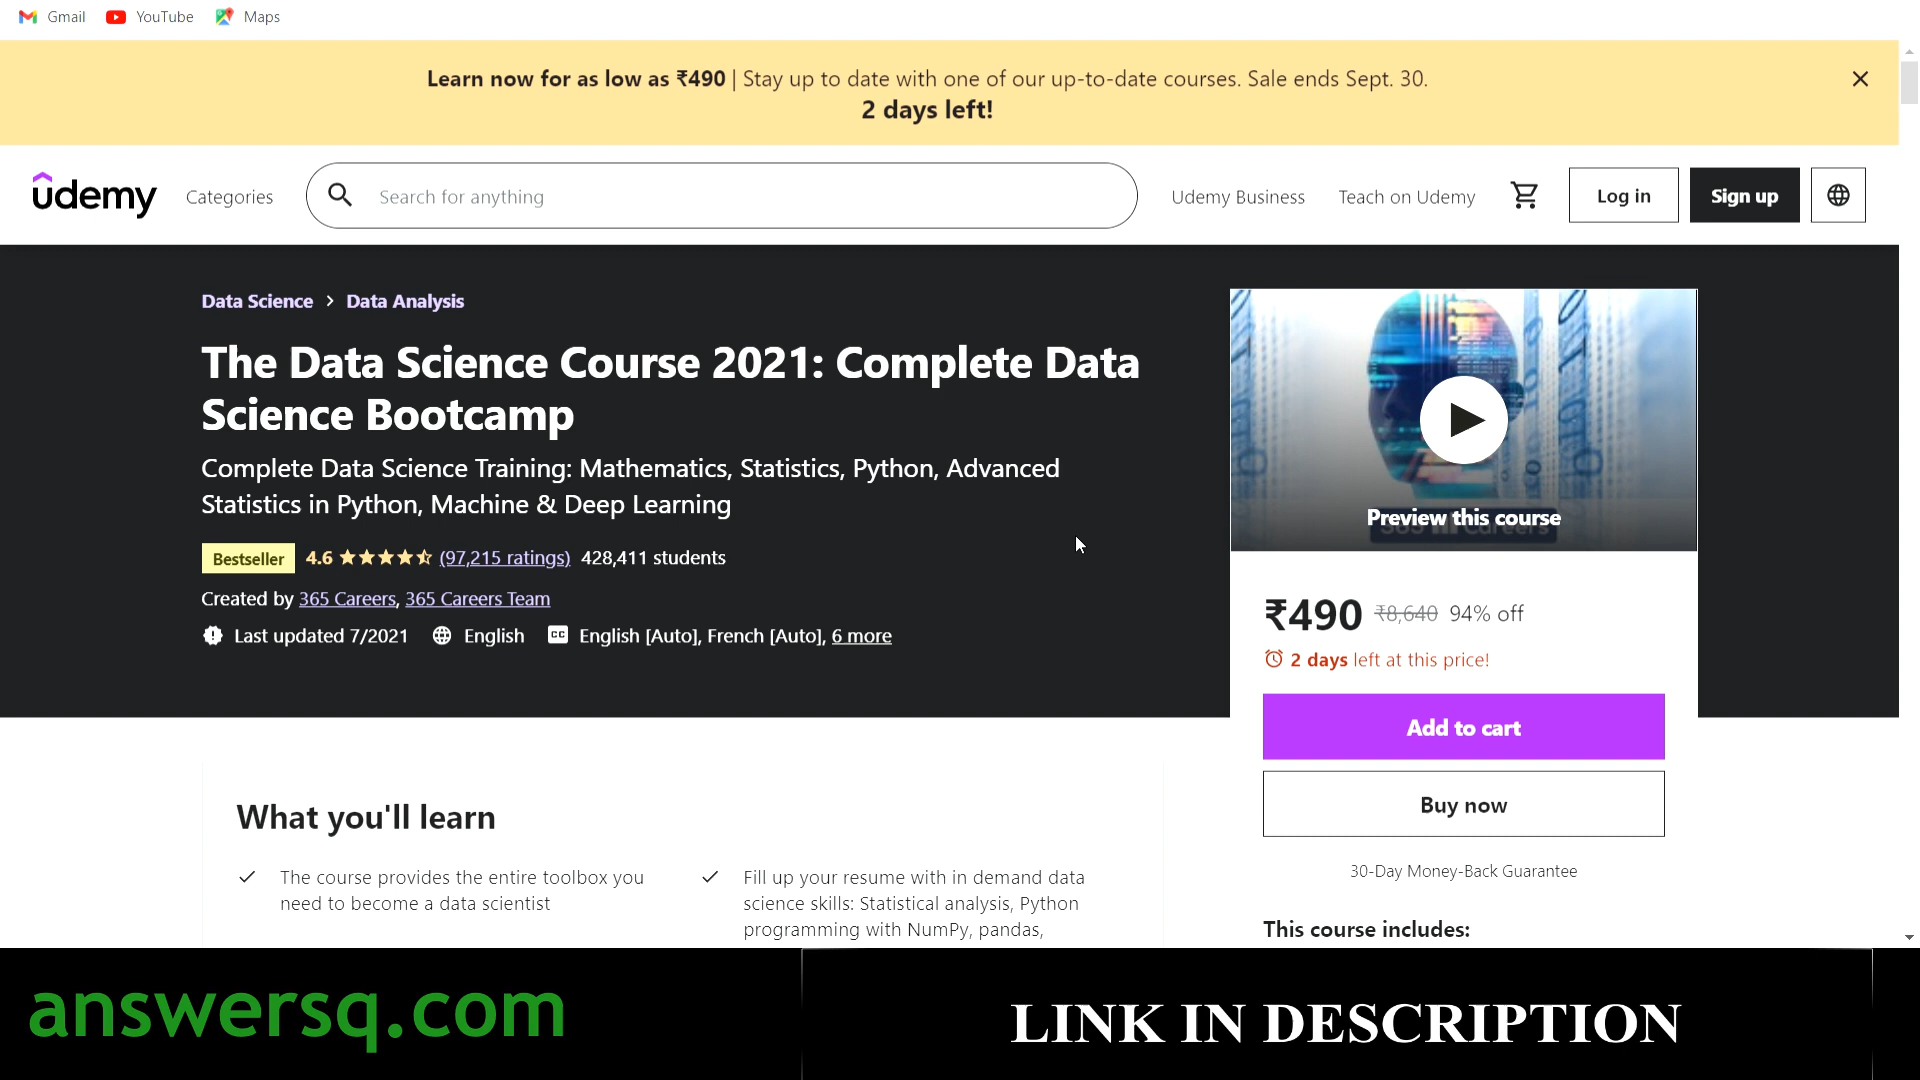 Gmail YouTube Maps
Learn now for as low as ₹490 | Stay up to date with one of our up-to-date courses. Sale ends Sept. 30.
2 days left!
ûdemy Categories Search for anything Udemy Business Teach on Udemy Log in Sign up
Data Science > Data Analysis
The Data Science Course 2021: Complete Data
Science Bootcamp
Complete Data Science Training: Mathematics, Statistics, Python, Advanced
Statistics in Python, Machine & Deep Learning
Bestseller 4.6 (97,215 ratings) 428,411 students
Created by 365 Careers, 365 Careers Team
Last updated 7/2021 English CC English [Auto], French [Auto], 6 more
Preview this course
365 Careers
₹490 ₹8,640 94% off
2 days left at this price!
Add to cart
Buy now
30-Day Money-Back Guarantee
This course includes:
What you'll learn
The course provides the entire toolbox you
need to become a data scientist
Fill up your resume with in demand data
science skills: Statistical analysis, Python
programming with NumPy, pandas,
answersq.com
LINK IN DESCRIPTION